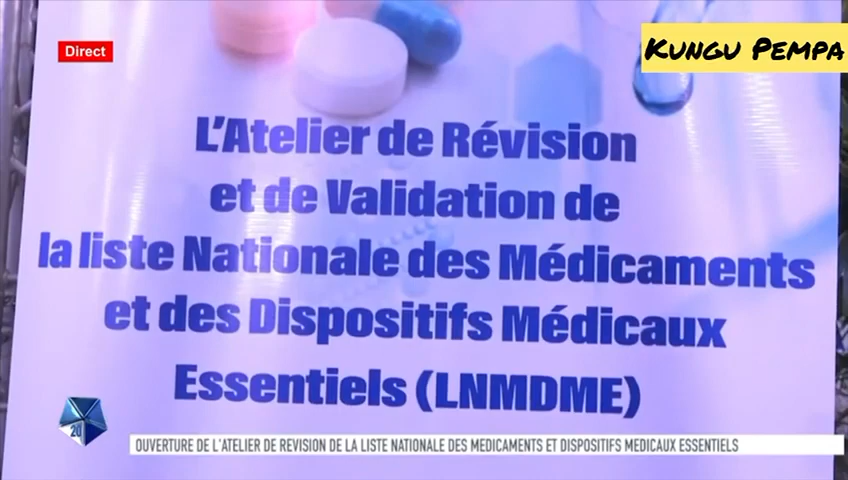 Direct
Kungu Pempa
L'Atelier de Révision
et de Validation de
la liste Nationale des Médicaments
et des Dispositifs Médicaux
Essentiels (LNMDME)
20
OUVERTURE DE L'ATELIER DE REVISION DE LA LISTE NATIONALE DES MEDICAMENTS ET DISPOSITIFS MEDICAUX ESSENTIELS